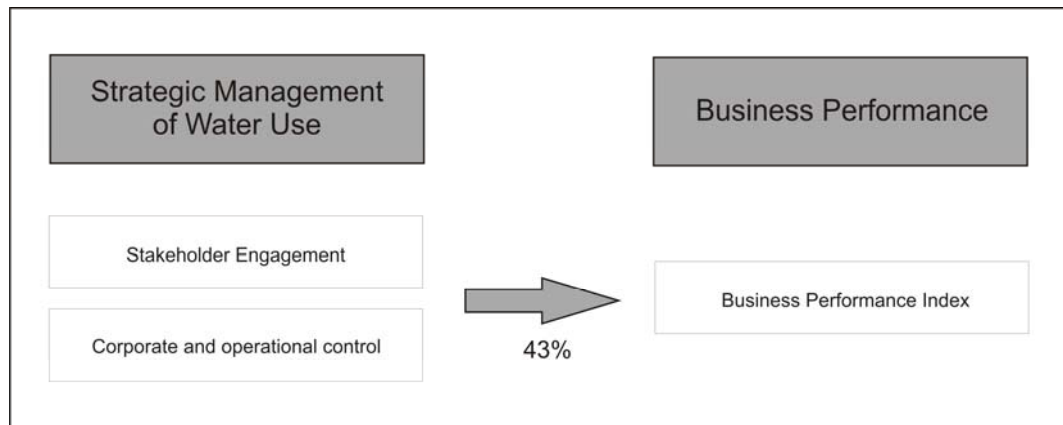 Strategic Management
of Water Use
Business Performance
Stakeholder Engagement
Corporate and operational control
43%
Business Performance Index